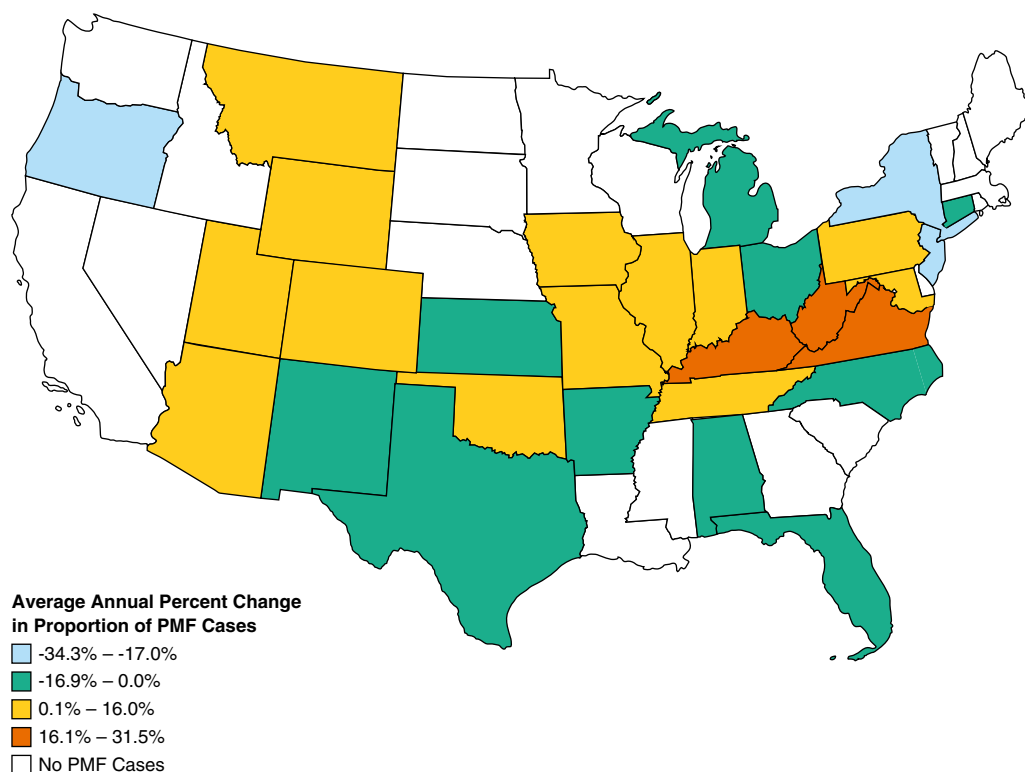 Average Annual Percent Change
in Proportion of PMF Cases
-34.3% – -17.0%
-16.9% – 0.0%
0.1% – 16.0%
16.1% – 31.5%
No PMF Cases